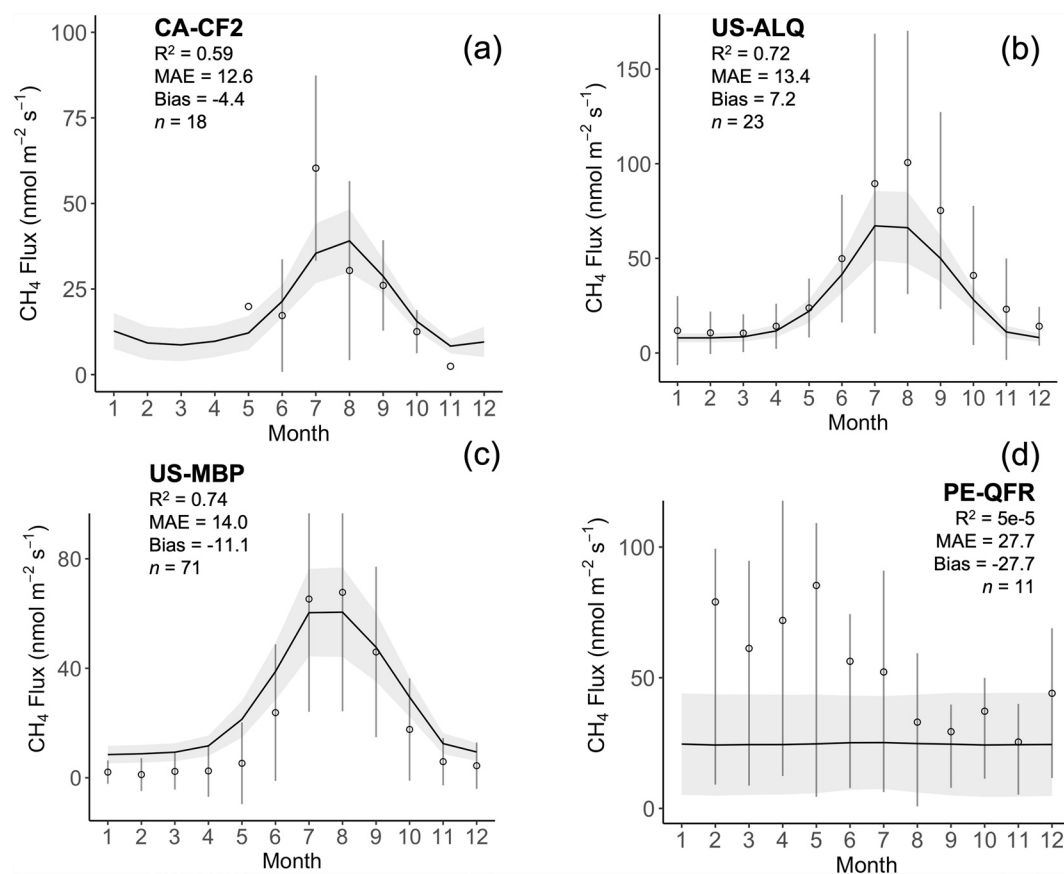 CA-CF2
R² = 0.59
MAE = 12.6
Bias = -4.4
n = 18
(a)
CH₄ Flux (nmol m⁻² s⁻¹)
100
75
50
25
0
1 2 3 4 5 6 7 8 9 10 11 12
Month
US-ALQ
R² = 0.72
MAE = 13.4
Bias = 7.2
n = 23
(b)
CH₄ Flux (nmol m⁻² s⁻¹)
150
100
50
0
1 2 3 4 5 6 7 8 9 10 11 12
Month
(c)
US-MBP
R² = 0.74
MAE = 14.0
Bias = -11.1
n = 71
CH₄ Flux (nmol m⁻² s⁻¹)
80
40
0
1 2 3 4 5 6 7 8 9 10 11 12
Month
(d)
PE-QFR
R² = 5e-5
MAE = 27.7
Bias = -27.7
n = 11
CH₄ Flux (nmol m⁻² s⁻¹)
100
50
0
1 2 3 4 5 6 7 8 9 10 11 12
Month